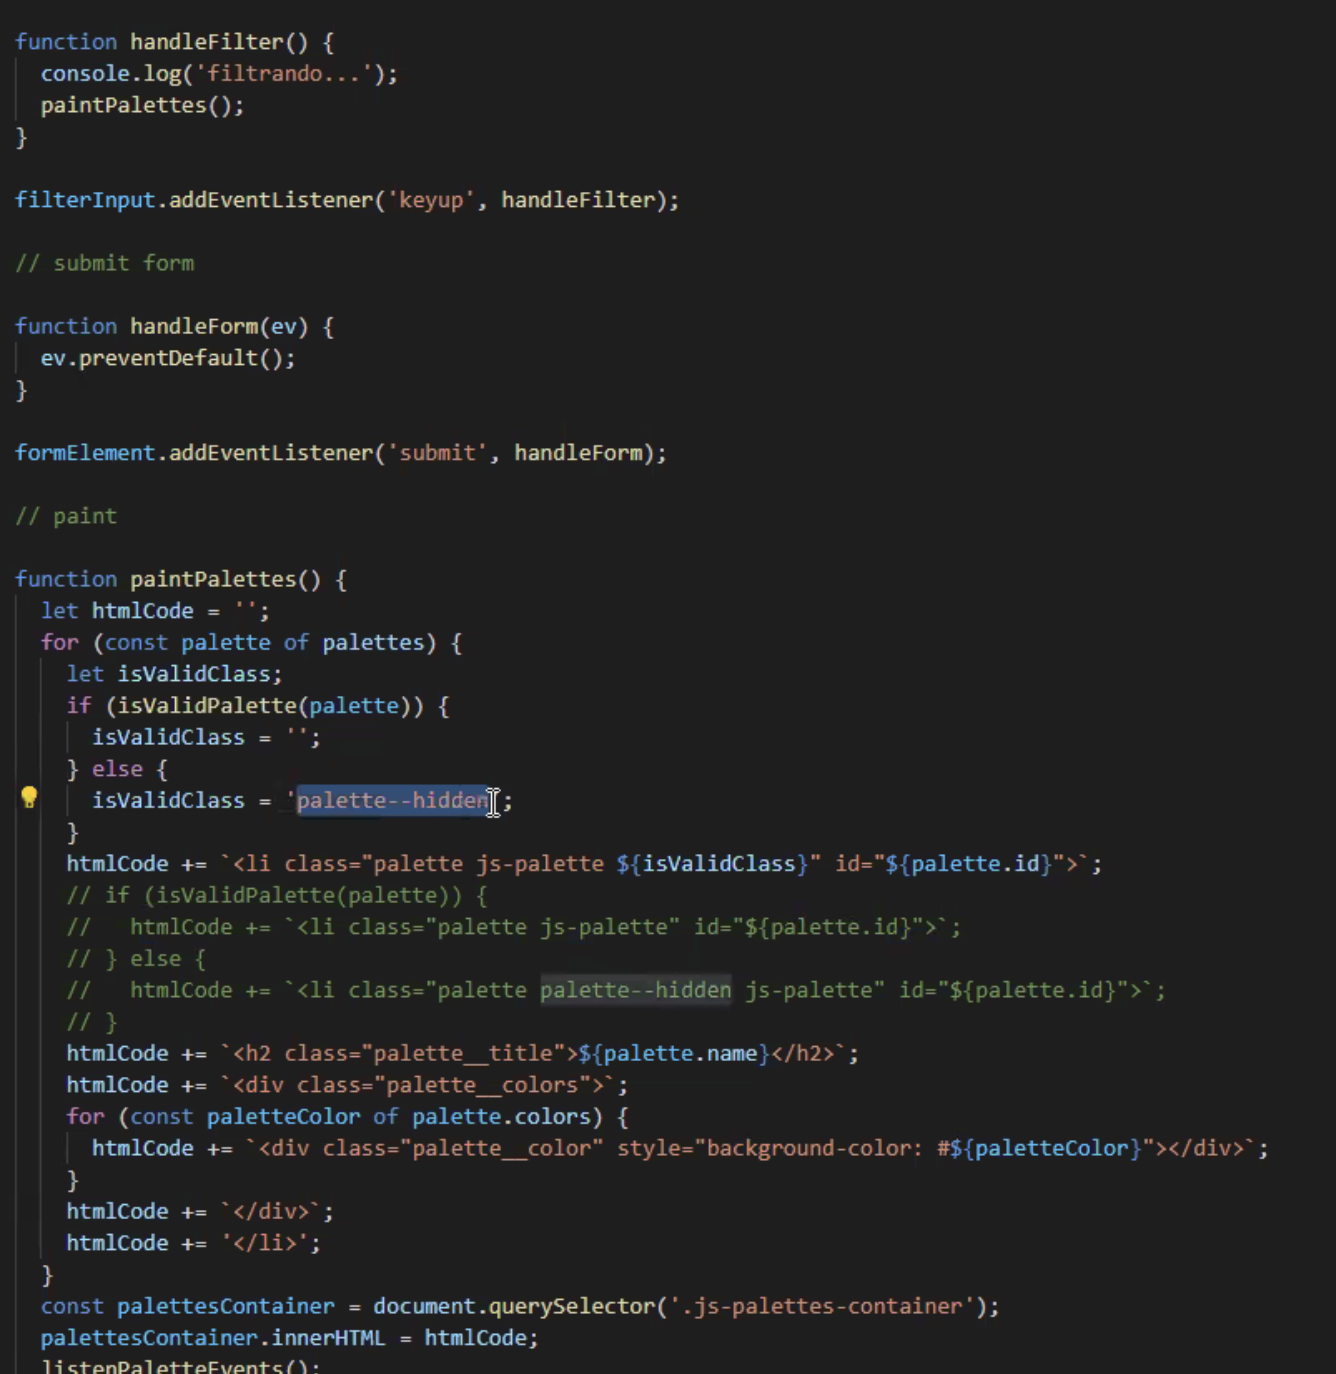 function handleFilter() {
  console.log('filtrando...');
  paintPalettes();
}

filterInput.addEventListener('keyup', handleFilter);

// submit form

function handleForm(ev) {
  ev.preventDefault();
}

formElement.addEventListener('submit', handleForm);

// paint

function paintPalettes() {
  let htmlCode = '';
  for (const palette of palettes) {
    let isValidClass;
    if (isValidPalette(palette)) {
      isValidClass = '';
    } else {
      isValidClass = 'palette--hidden';
    }
    htmlCode += `<li class="palette js-palette ${isValidClass}" id="${palette.id}">`;
    // if (isValidPalette(palette)) {
    //   htmlCode += `<li class="palette js-palette" id="${palette.id}">`;
    // } else {
    //   htmlCode += `<li class="palette palette--hidden js-palette" id="${palette.id}">`;
    // }
    htmlCode += `<h2 class="palette__title">${palette.name}</h2>`;
    htmlCode += `<div class="palette__colors">`;
    for (const paletteColor of palette.colors) {
      htmlCode += `<div class="palette__color" style="background-color: #${paletteColor}"></div>`;
    }
    htmlCode += `</div>`;
    htmlCode += '</li>';
  }
  const palettesContainer = document.querySelector('.js-palettes-container');
  palettesContainer.innerHTML = htmlCode;
  listenPaletteEvents();